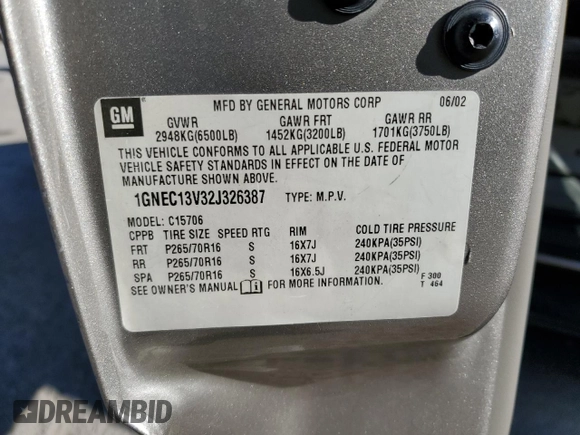 GM
MFD BY GENERAL MOTORS CORP 06/02
GVWR GAWR FRT GAWR RR
2948KG(6500LB) 1452KG(3200LB) 1701KG(3750LB)
THIS VEHICLE CONFORMS TO ALL APPLICABLE U.S. FEDERAL MOTOR
VEHICLE SAFETY STANDARDS IN EFFECT ON THE DATE OF
MANUFACTURE SHOWN ABOVE.
1GNEC13V32J326387 TYPE: M.P.V.
MODEL: C15706
CPPB TIRE SIZE SPEED RTG RIM COLD TIRE PRESSURE
FRT P265/70R16 S 16X7J 240KPA(35PSI)
RR P265/70R16 S 16X7J 240KPA(35PSI)
SPA P265/70R16 S 16X6.5J 240KPA(35PSI)
SEE OWNER'S MANUAL FOR MORE INFORMATION.
F 300
T 464
DREAMBID